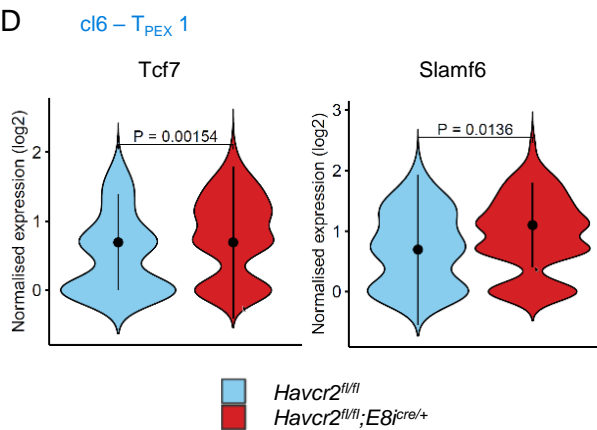 D
cl6 – TPEX 1
Tcf7
Slamf6
Normalised expression (log2)
2
1
0
P = 0.00154
Normalised expression (log2)
3
2
1
0
P = 0.0136
Havcr2fl/fl
Havcr2fl/fl;E8icre/+